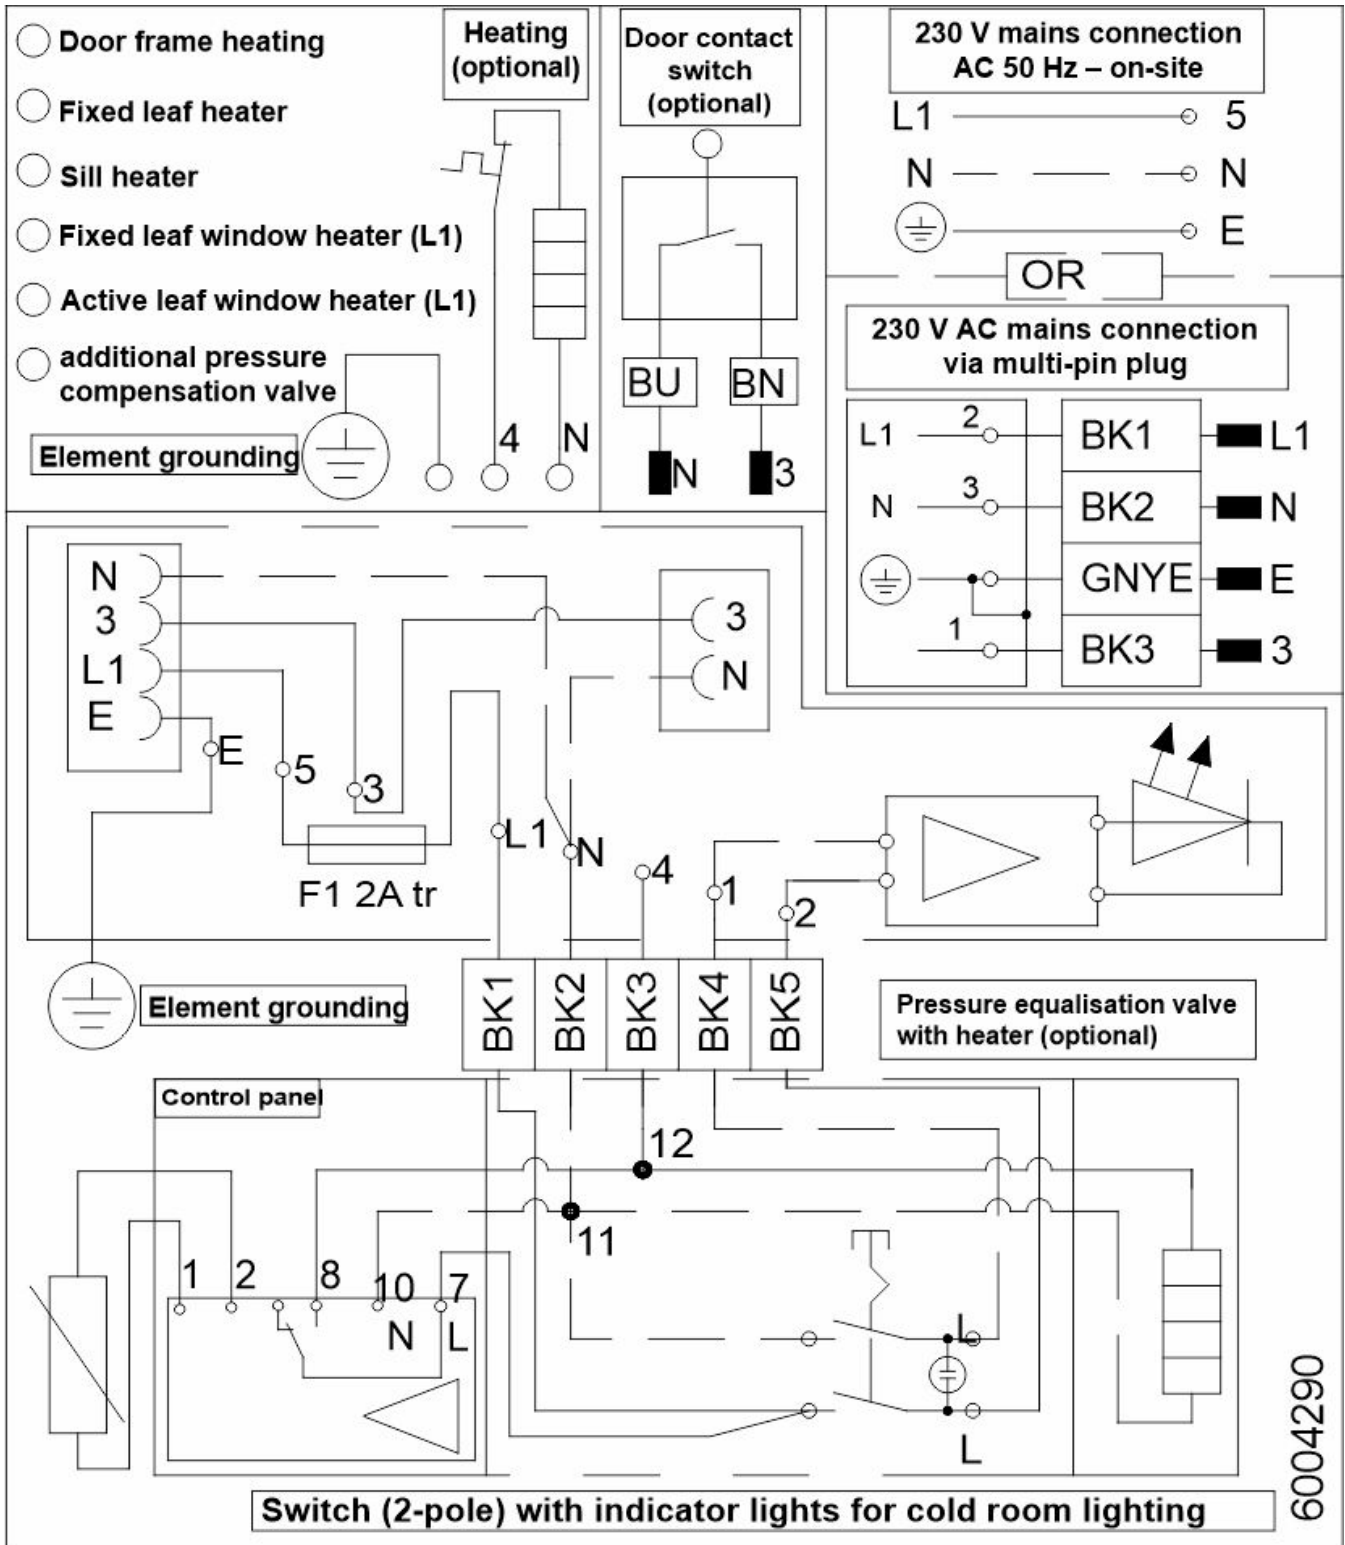 Door frame heating
Fixed leaf heater
Sill heater
Fixed leaf window heater (L1)
Active leaf window heater (L1)
additional pressure
compensation valve
Element grounding
Heating
(optional)
4
N
Door contact
switch
(optional)
BU
BN
N
3
230 V mains connection
AC 50 Hz – on-site
L1
5
N
N
E
OR
230 V AC mains connection
via multi-pin plug
L1
2
BK1
L1
N
3
BK2
N
GNYE
E
1
BK3
3
N
3
L1
E
3
N
E
5
3
L1
N
4
1
2
F1 2A tr
Element grounding
BK1
BK2
BK3
BK4
BK5
Pressure equalisation valve
with heater (optional)
Control panel
12
11
1
2
8
10
7
N
L
L
L
Switch (2-pole) with indicator lights for cold room lighting
6004290